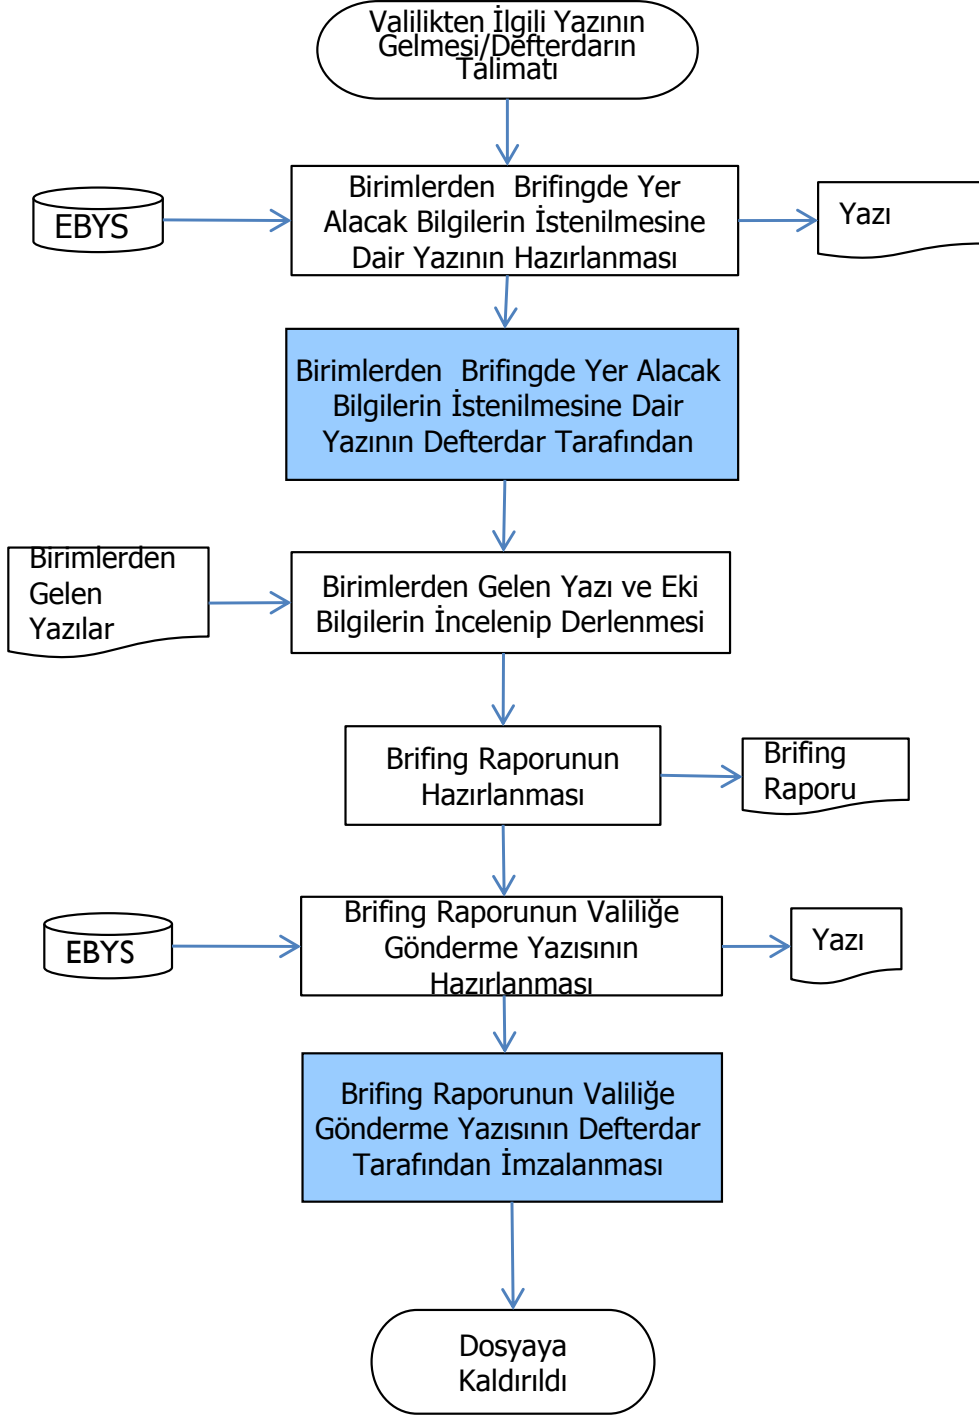 Valilikten İlgili Yazının
Gelmesi/Defterdarın
Talimatı
Birimlerden  Brifingde Yer
Alacak Bilgilerin İstenilmesine
Dair Yazının Hazırlanması
EBYS
Yazı
Birimlerden  Brifingde Yer Alacak
Bilgilerin İstenilmesine Dair
Yazının Defterdar Tarafından
Birimlerden
Gelen
Yazılar
Birimlerden Gelen Yazı ve Eki
Bilgilerin İncelenip Derlenmesi
Brifing Raporunun
Hazırlanması
Brifing
Raporu
EBYS
Brifing Raporunun Valiliğe
Gönderme Yazısının
Hazırlanması
Yazı
Brifing Raporunun Valiliğe
Gönderme Yazısının Defterdar
Tarafından İmzalanması
Dosyaya
Kaldırıldı